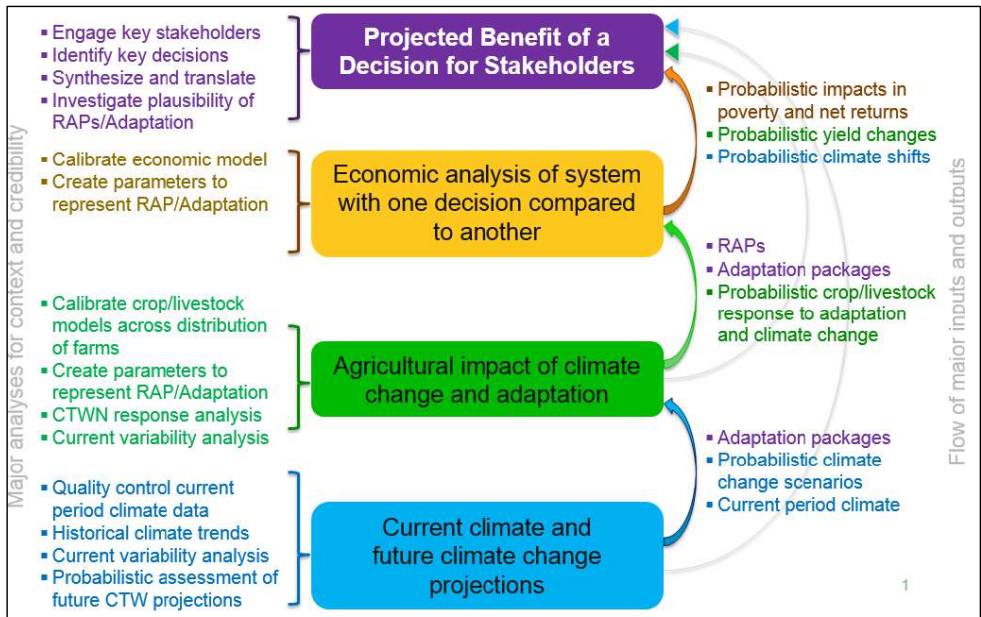 Major analyses for context and credibility
▪ Engage key stakeholders
▪ Identify key decisions
▪ Synthesize and translate
▪ Investigate plausibility of
RAPs/Adaptation
Projected Benefit of a
Decision for Stakeholders
▪ Probabilistic impacts in
poverty and net returns
▪ Probabilistic yield changes
▪ Probabilistic climate shifts
▪ Calibrate economic model
▪ Create parameters to
represent RAP/Adaptation
Economic analysis of system
with one decision compared
to another
▪ RAPs
▪ Adaptation packages
▪ Probabilistic crop/livestock
response to adaptation
and climate change
▪ Calibrate crop/livestock
models across distribution
of farms
▪ Create parameters to
represent RAP/Adaptation
▪ CTWN response analysis
▪ Current variability analysis
Agricultural impact of climate
change and adaptation
▪ Adaptation packages
▪ Probabilistic climate
change scenarios
▪ Current period climate
▪ Quality control current
period climate data
▪ Historical climate trends
▪ Current variability analysis
▪ Probabilistic assessment of
future CTW projections
Current climate and
future climate change
projections
Flow of major inputs and outputs
1